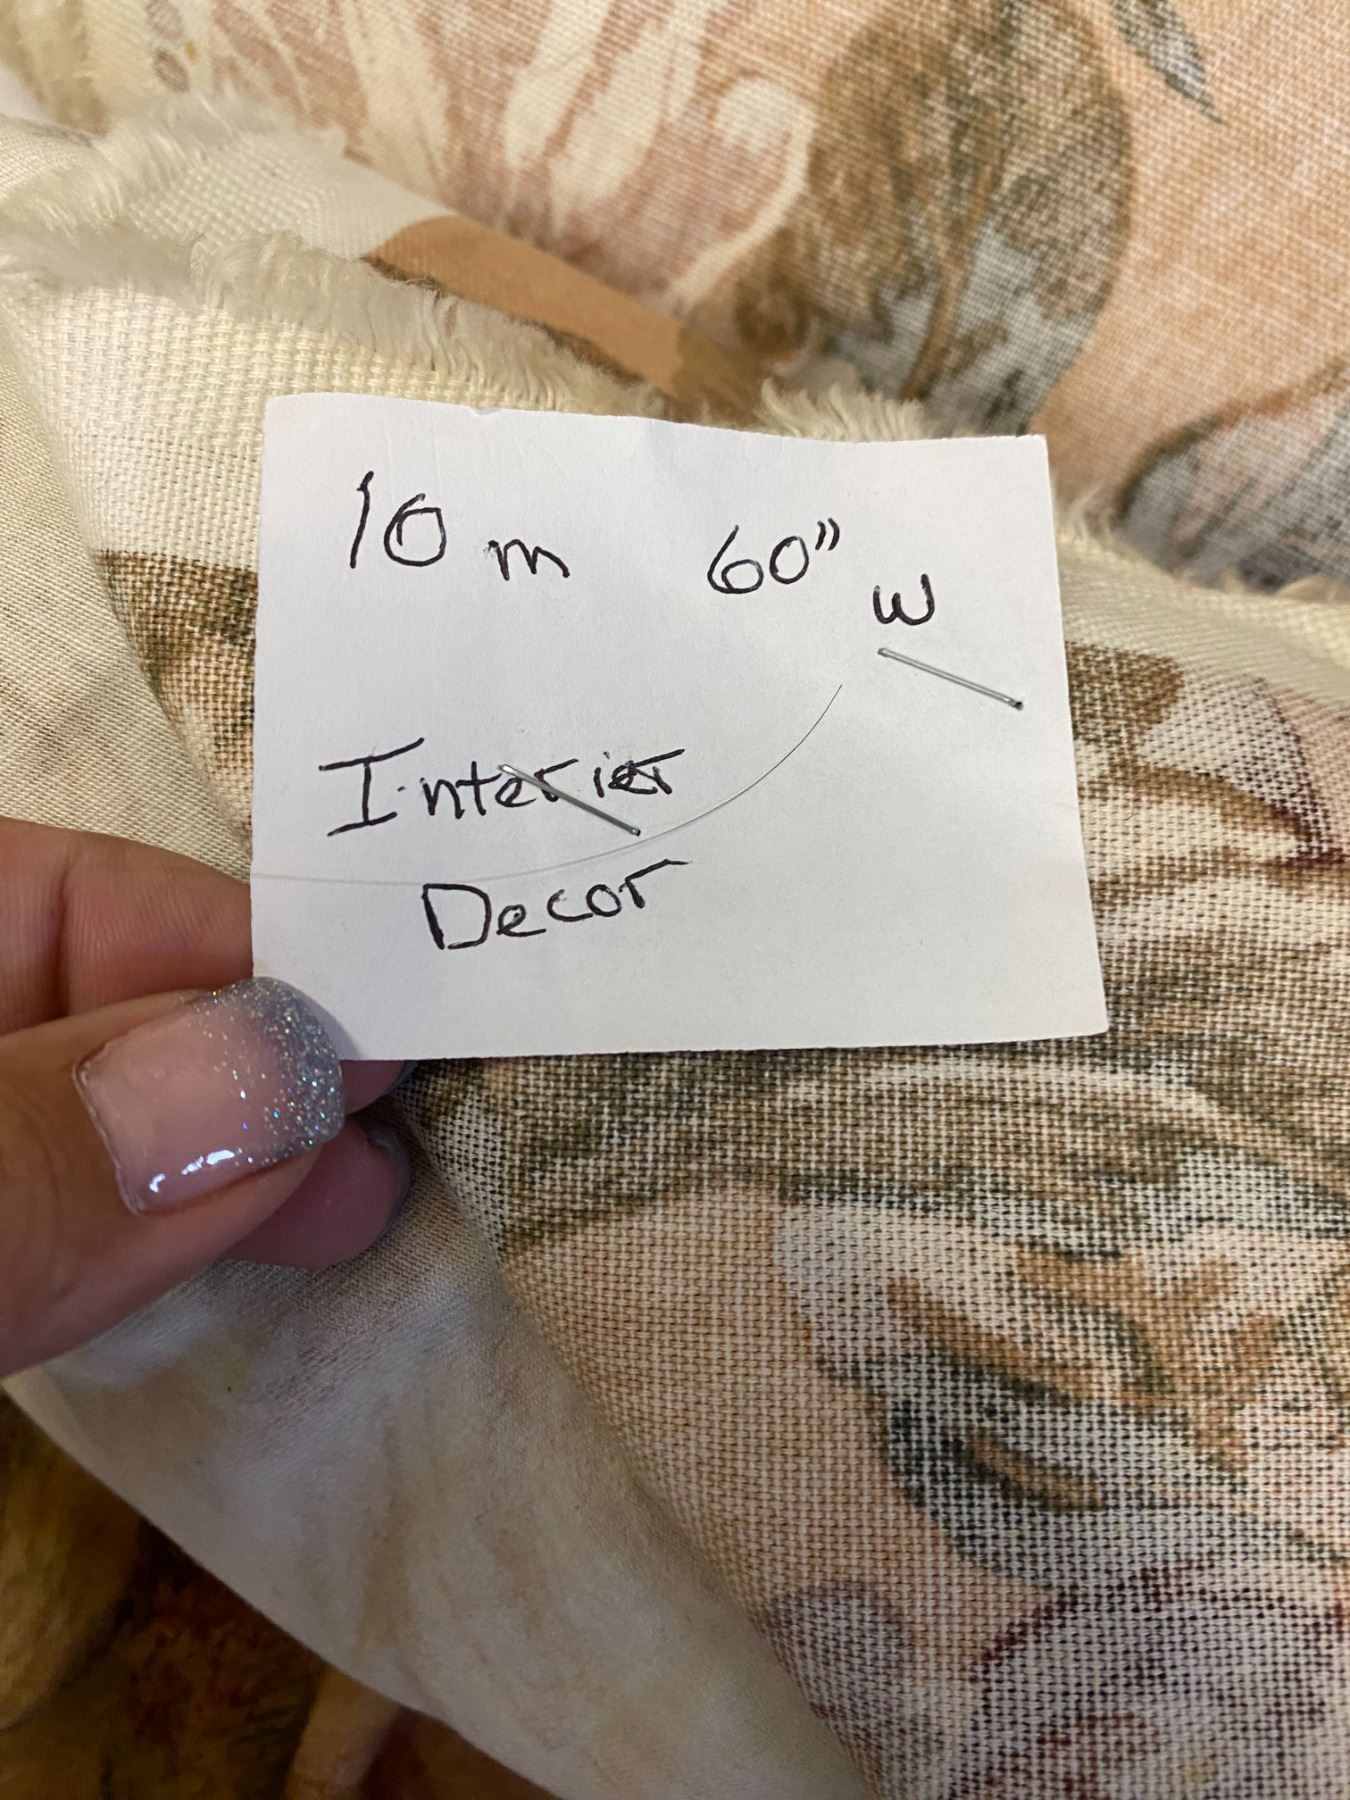 10 m 60" w
Interior
Decor